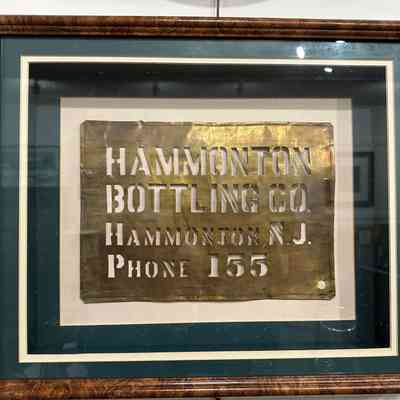 HAMMONTON
BOTTLING CO.
HAMMONTON N.J.
PHONE 155